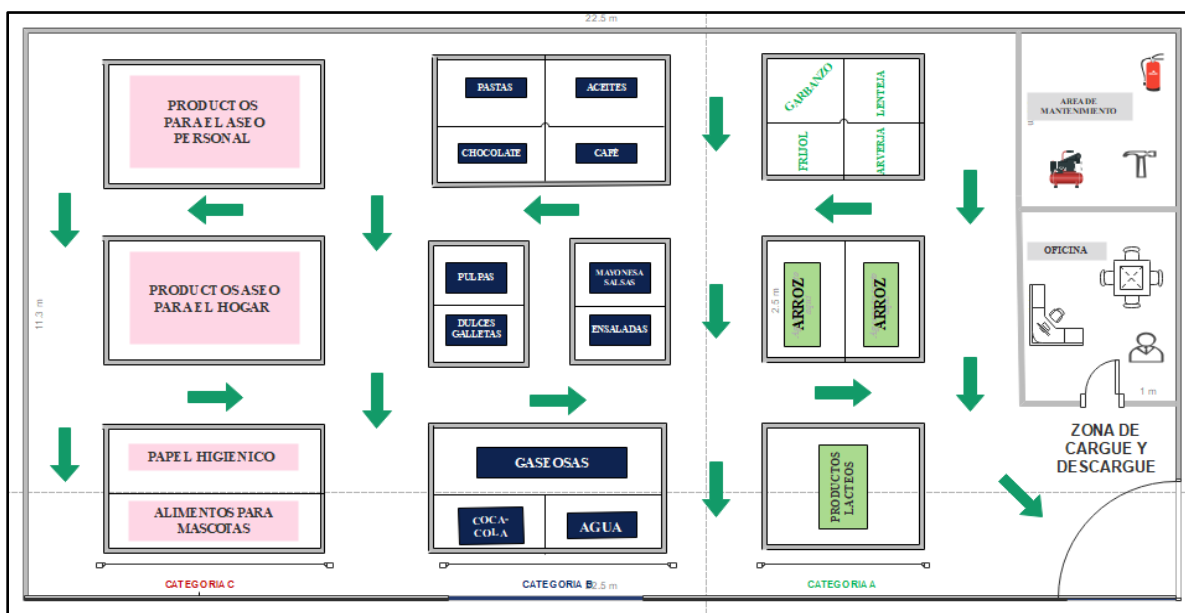 22.5 m
PRODUCTOS
PARA EL ASEO
PERSONAL
PASTAS
ACEITES
CHOCOLATE
CAFÉ
GARBANZO
LENTEJA
FRIJOL
ARVERJA
AREA DE
MANTENIMIENTO
PRODUCTOS ASEO
PARA EL HOGAR
PULPAS
DULCES
GALLETAS
MAYONESA
SALSAS
ENSALADAS
2.5 m
ARROZ
ARROZ
OFICINA
11.3 m
1 m
PAPEL HIGIENICO
ALIMENTOS PARA
MASCOTAS
GASEOSAS
COCA-
COLA
AGUA
PRODUCTOS
LACTEOS
ZONA DE
CARGUE Y
DESCARGUE
CATEGORIA C
CATEGORIA B
22.5 m
CATEGORIA A